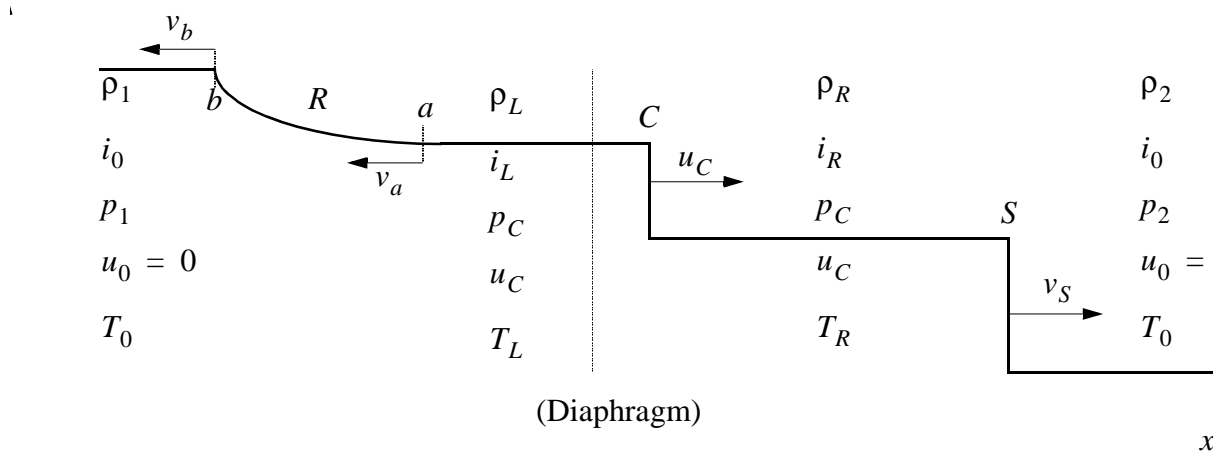 v_b
ρ_1 b R a ρ_L C ρ_R ρ_2
i_0 v_a i_L u_C i_R i_0
p_1 p_C p_C S p_2
u_0 = 0 u_C u_C v_S u_0 =
T_0 T_L T_R T_0
(Diaphragm)
x